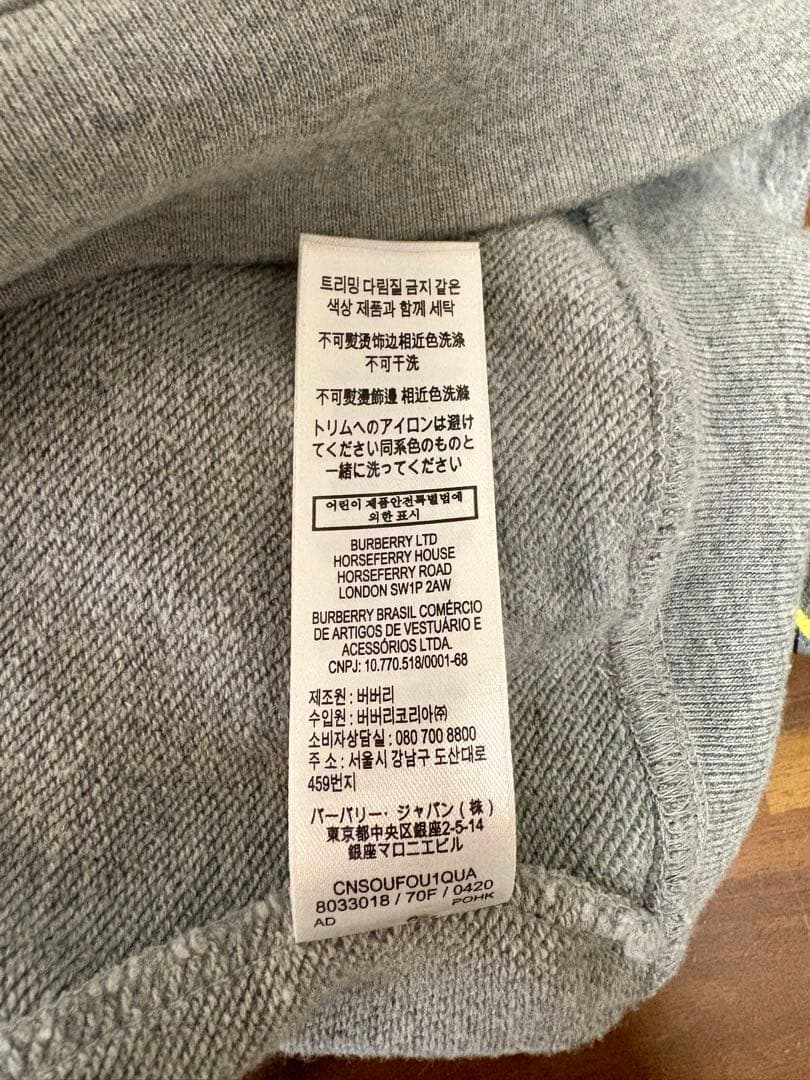 트리밍 다림질 금지 같은
색상 제품과 함께 세탁
不可熨烫饰边相近色洗涤
不可干洗
不可熨燙飾邊 相近色洗滌
トリムヘのアイロンは避け
てください同系色のものと
一緒に洗ってください
어린이 제품안전특별법에
의한 표시
BURBERRY LTD
HORSEFERRY HOUSE
HORSEFERRY ROAD
LONDON SW1P 2AW
BURBERRY BRASIL COMÉRCIO
DE ARTIGOS DE VESTUÁRIO E
ACESSÓRIOS LTDA.
CNPJ: 10.770.518/0001-68
제조원 : 버버리
수입원 : 버버리코리아㈜
소비자상담실 : 080 700 8800
주 소 : 서울시 강남구 도산대로
459번지
バーバリー・ジャパン ( 株 )
東京都中央区銀座2-5-14
銀座マロニエビル
CNSOUFOU1QUA
8033018 / 70F / 0420
AD POHK